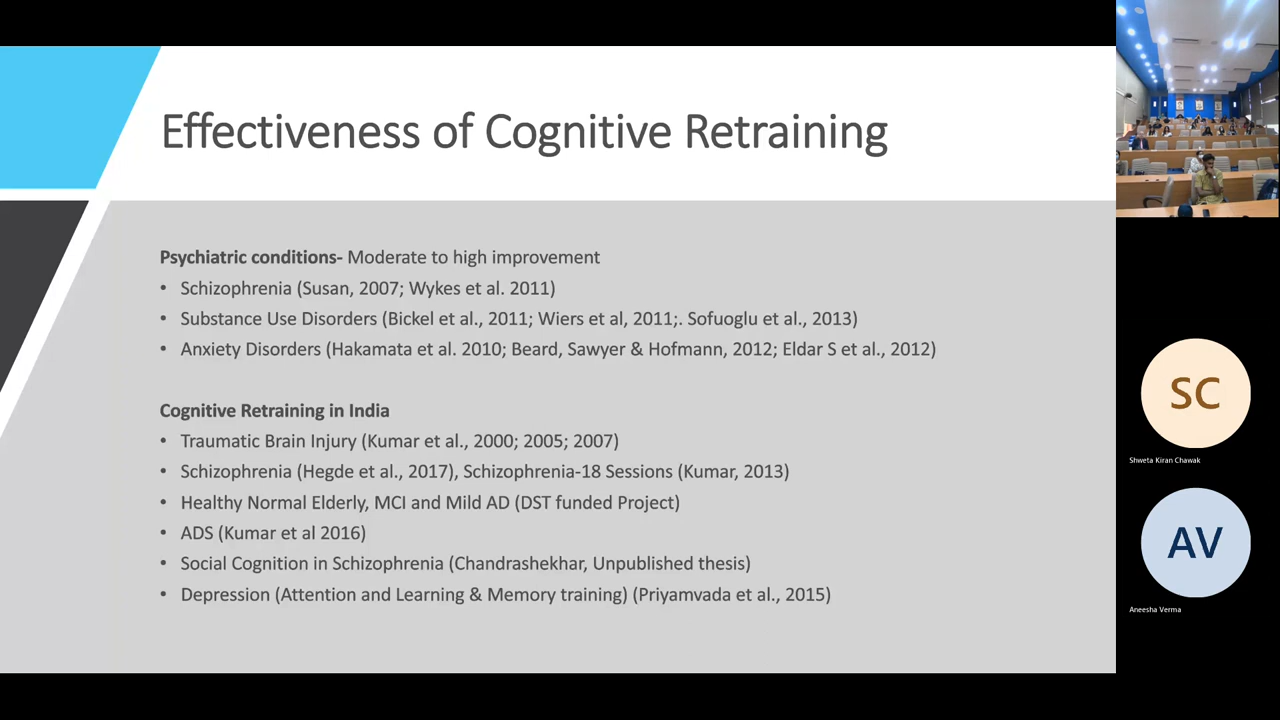 Effectiveness of Cognitive Retraining
Psychiatric conditions- Moderate to high improvement
• Schizophrenia (Susan, 2007; Wykes et al. 2011)
• Substance Use Disorders (Bickel et al., 2011; Wiers et al, 2011;. Sofuoglu et al., 2013)
• Anxiety Disorders (Hakamata et al. 2010; Beard, Sawyer & Hofmann, 2012; Eldar S et al., 2012)
Cognitive Retraining in India
• Traumatic Brain Injury (Kumar et al., 2000; 2005; 2007)
• Schizophrenia (Hegde et al., 2017), Schizophrenia-18 Sessions (Kumar, 2013)
• Healthy Normal Elderly, MCI and Mild AD (DST funded Project)
• ADS (Kumar et al 2016)
• Social Cognition in Schizophrenia (Chandrashekhar, Unpublished thesis)
• Depression (Attention and Learning & Memory training) (Priyamvada et al., 2015)
SC
Shweta Kiran Chawak
AV
Aneesha Verma